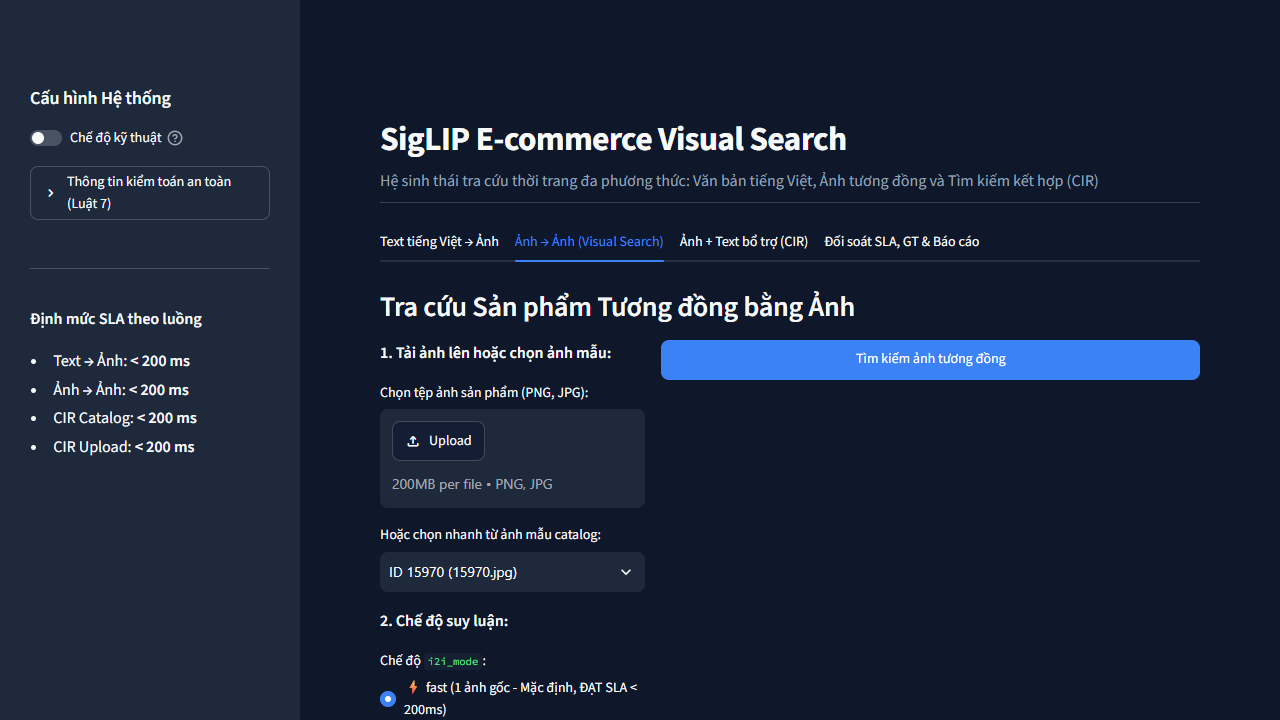 Cấu hình Hệ thống
Chế độ kỹ thuật
Thông tin kiểm toán an toàn
(Luật 7)
Định mức SLA theo luồng
Text → Ảnh: < 200 ms
Ảnh → Ảnh: < 200 ms
CIR Catalog: < 200 ms
CIR Upload: < 200 ms
SigLIP E-commerce Visual Search
Hệ sinh thái tra cứu thời trang đa phương thức: Văn bản tiếng Việt, Ảnh tương đồng và Tìm kiếm kết hợp (CIR)
Text tiếng Việt → Ảnh
Ảnh → Ảnh (Visual Search)
Ảnh + Text bổ trợ (CIR)
Đối soát SLA, GT & Báo cáo
Tra cứu Sản phẩm Tương đồng bằng Ảnh
1. Tải ảnh lên hoặc chọn ảnh mẫu:
Chọn tệp ảnh sản phẩm (PNG, JPG):
Upload
200MB per file • PNG, JPG
Hoặc chọn nhanh từ ảnh mẫu catalog:
ID 15970 (15970.jpg)
2. Chế độ suy luận:
Chế độ i2i_mode :
⚡ fast (1 ảnh gốc - Mặc định, ĐẠT SLA <
200ms)
Tìm kiếm ảnh tương đồng